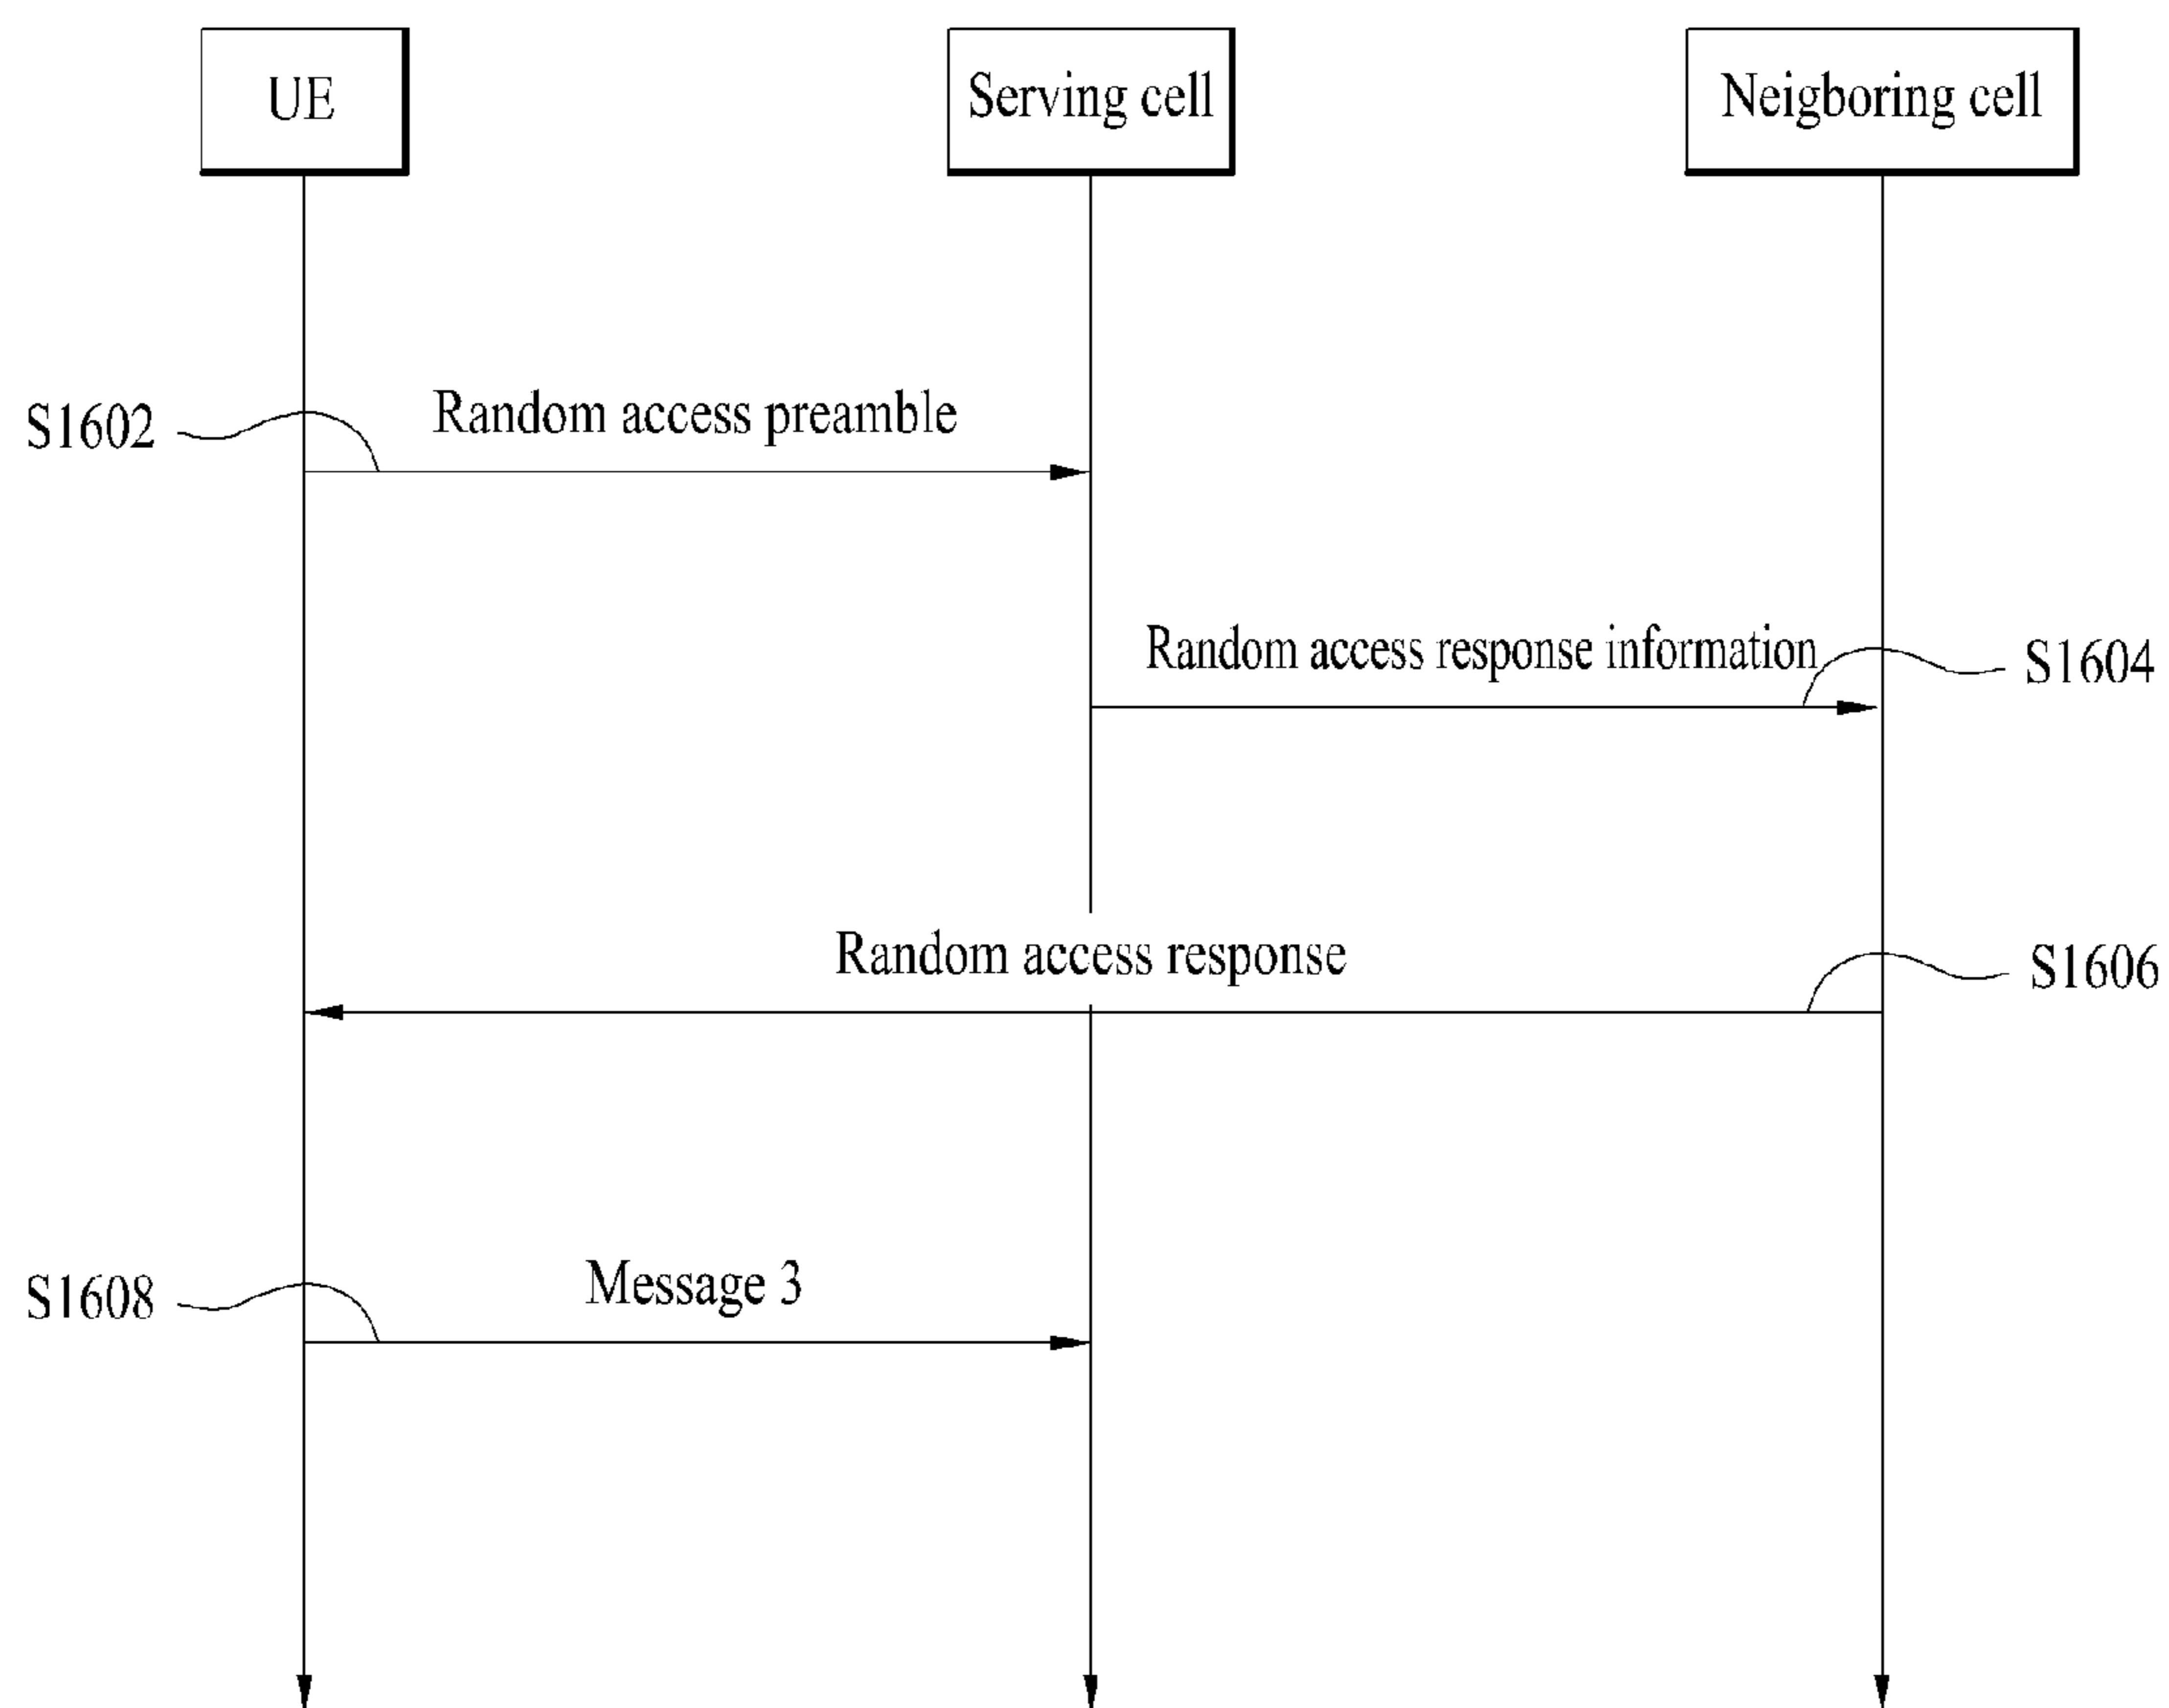 UE
Serving cell
Neigboring cell
S1602
Random access preamble
Random access response information
S1604
Random access response
S1606
S1608
Message 3